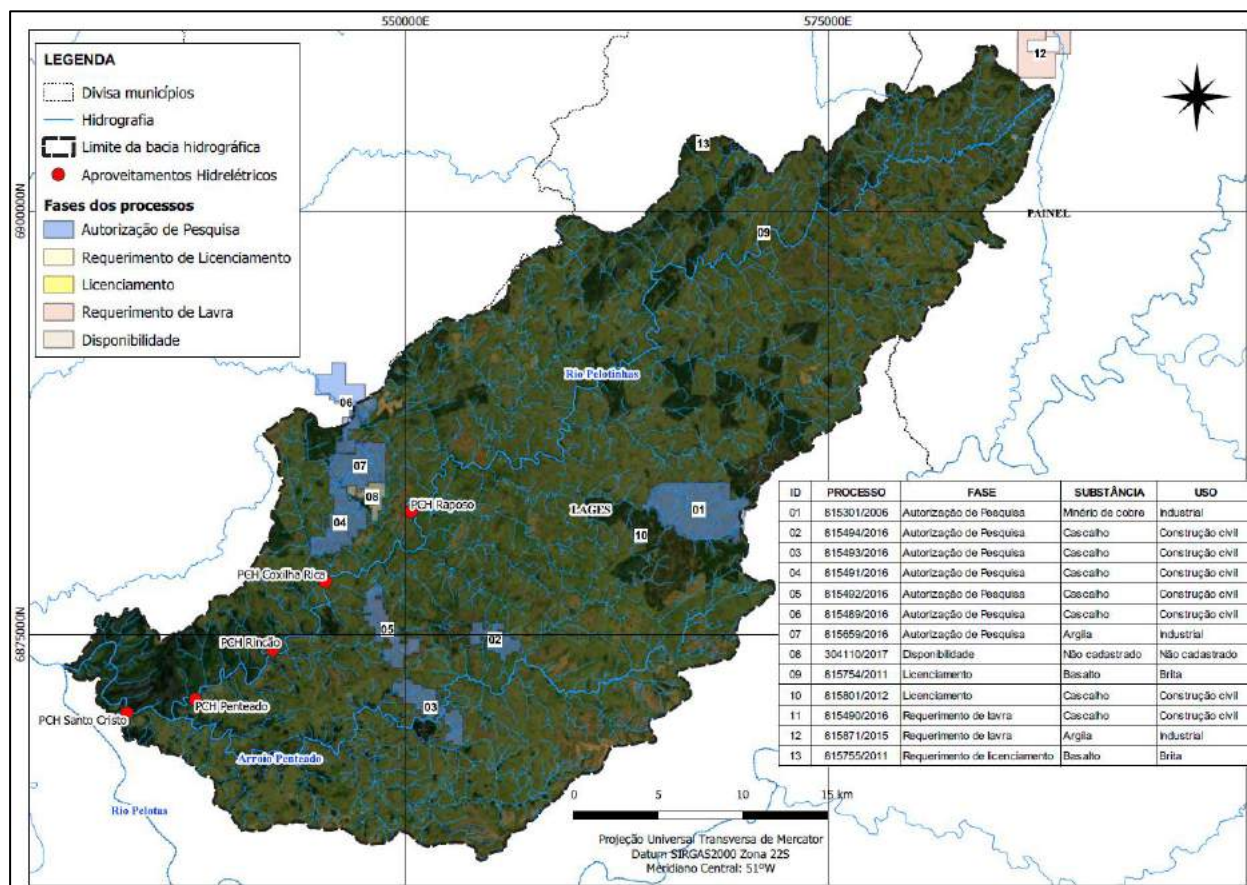 550000E
575000E
LEGENDA
Divisa municípios
Hidrografia
Limite da bacia hidrográfica
Aproveitamentos Hidrelétricos
Fases dos processos
Autorização de Pesquisa
Requerimento de Licenciamento
Licenciamento
Requerimento de Lavra
Disponibilidade
12
13
6900000N
PAINEL
09
Rio Pelotinhas
06
07
08
PCH Raposo
04
LAGES
01
10
PCH Coxilha Rica
05
02
6875000N
PCH Rincão
03
PCH Penteado
PCH Santo Cristo
Arroio Penteado
Rio Pelotas
ID PROCESSO FASE SUBSTÂNCIA USO
01 815301/2006 Autorização de Pesquisa Minério de cobre Industrial
02 815494/2016 Autorização de Pesquisa Cascalho Construção civil
03 815493/2016 Autorização de Pesquisa Cascalho Construção civil
04 815491/2016 Autorização de Pesquisa Cascalho Construção civil
05 815492/2016 Autorização de Pesquisa Cascalho Construção civil
06 815489/2016 Autorização de Pesquisa Cascalho Construção civil
07 815659/2016 Autorização de Pesquisa Argila Industrial
08 304110/2017 Disponibilidade Não cadastrado Não cadastrado
09 815754/2011 Licenciamento Basalto Brita
10 815801/2012 Licenciamento Cascalho Construção civil
11 815490/2016 Requerimento de lavra Cascalho Construção civil
12 815871/2015 Requerimento de lavra Argila Industrial
13 815755/2011 Requerimento de licenciamento Basalto Brita
0 5 10 15 km
Projeção Universal Transversa de Mercator
Datum SIRGAS2000 Zona 22S
Meridiano Central: 51ºW